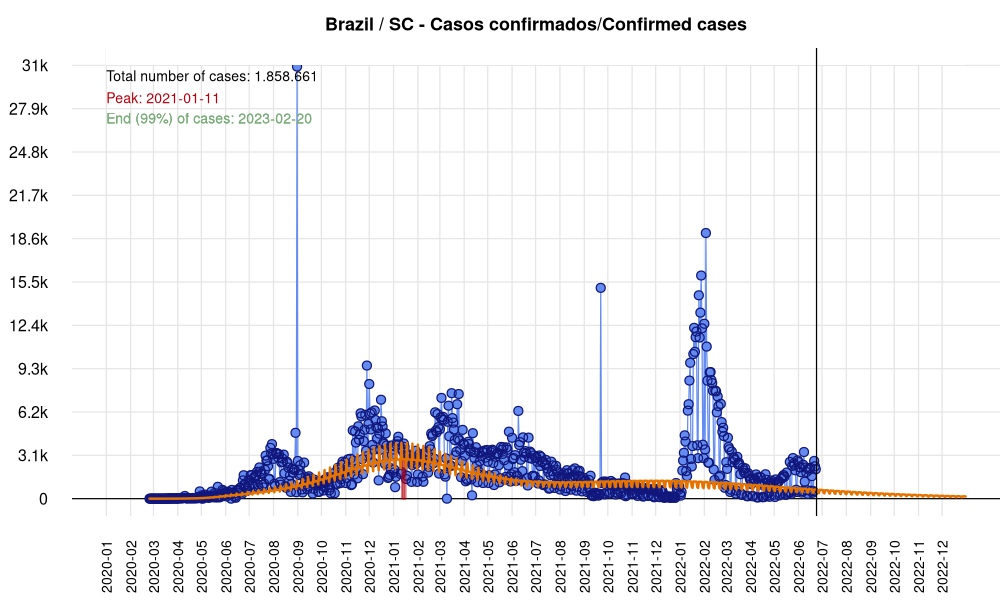 Brazil / SC - Casos confirmados/Confirmed cases
31k
Total number of cases: 1.858.661
Peak: 2021-01-11
27.9k
End (99%) of cases: 2023-02-20
24.8k
21.7k
18.6k
15.5k
12.4k
9.3k
6.2k
3.1k
0
2020-01
2020-02
2020-03
2020-04
2020-05
2020-06
2020-07
2020-08
2020-09
2020-10
2020-11
2020-12
2021-01
2021-02
2021-03
2021-04
2021-05
2021-06
2021-07
2021-08
2021-09
2021-10
2021-11
2021-12
2022-01
2022-02
2022-03
2022-04
2022-05
2022-06
2022-07
2022-08
2022-09
2022-10
2022-11
2022-12